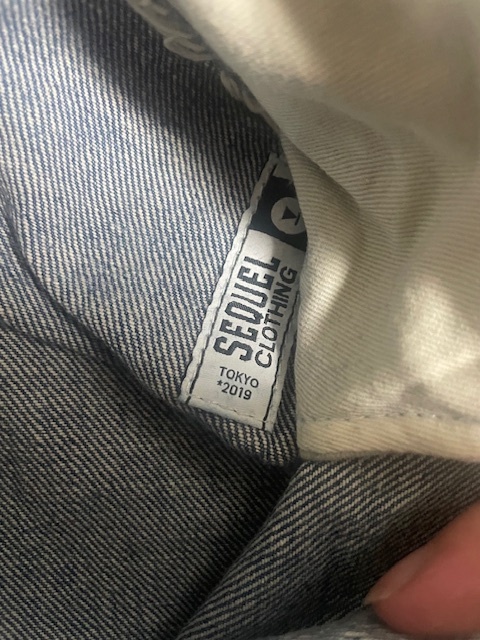 SEQUEL
CLOTHING
TOKYO
*2019